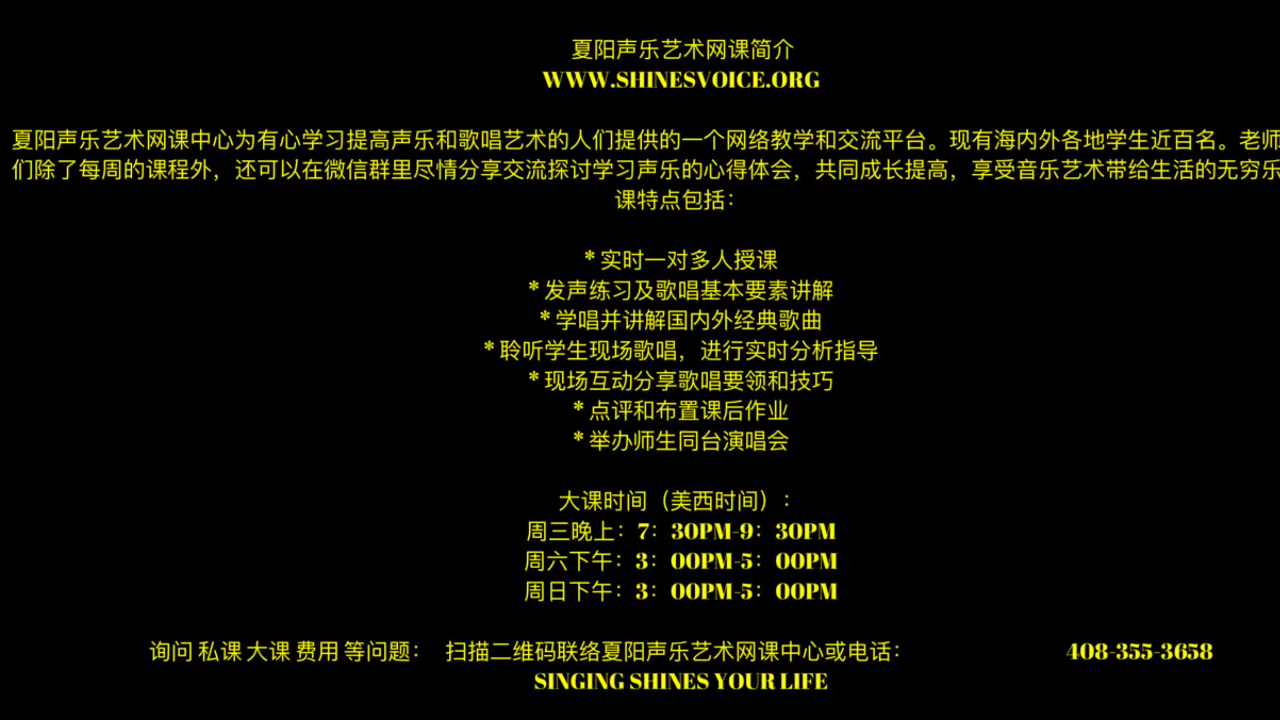 夏阳声乐艺术网课简介
WWW.SHINESVOICE.ORG
夏阳声乐艺术网课中心为有心学习提高声乐和歌唱艺术的人们提供的一个网络教学和交流平台。现有海内外各地学生近百名。老师
们除了每周的课程外，还可以在微信群里尽情分享交流探讨学习声乐的心得体会，共同成长提高，享受音乐艺术带给生活的无穷乐
课特点包括：
* 实时一对多人授课
* 发声练习及歌唱基本要素讲解
* 学唱并讲解国内外经典歌曲
* 聆听学生现场歌唱，进行实时分析指导
* 现场互动分享歌唱要领和技巧
* 点评和布置课后作业
* 举办师生同台演唱会
大课时间（美西时间）：
周三晚上：7：30PM-9：30PM
周六下午：3：00PM-5：00PM
周日下午：3：00PM-5：00PM
询问 私课 大课 费用 等问题： 扫描二维码联络夏阳声乐艺术网课中心或电话： 408-355-3658
SINGING SHINES YOUR LIFE